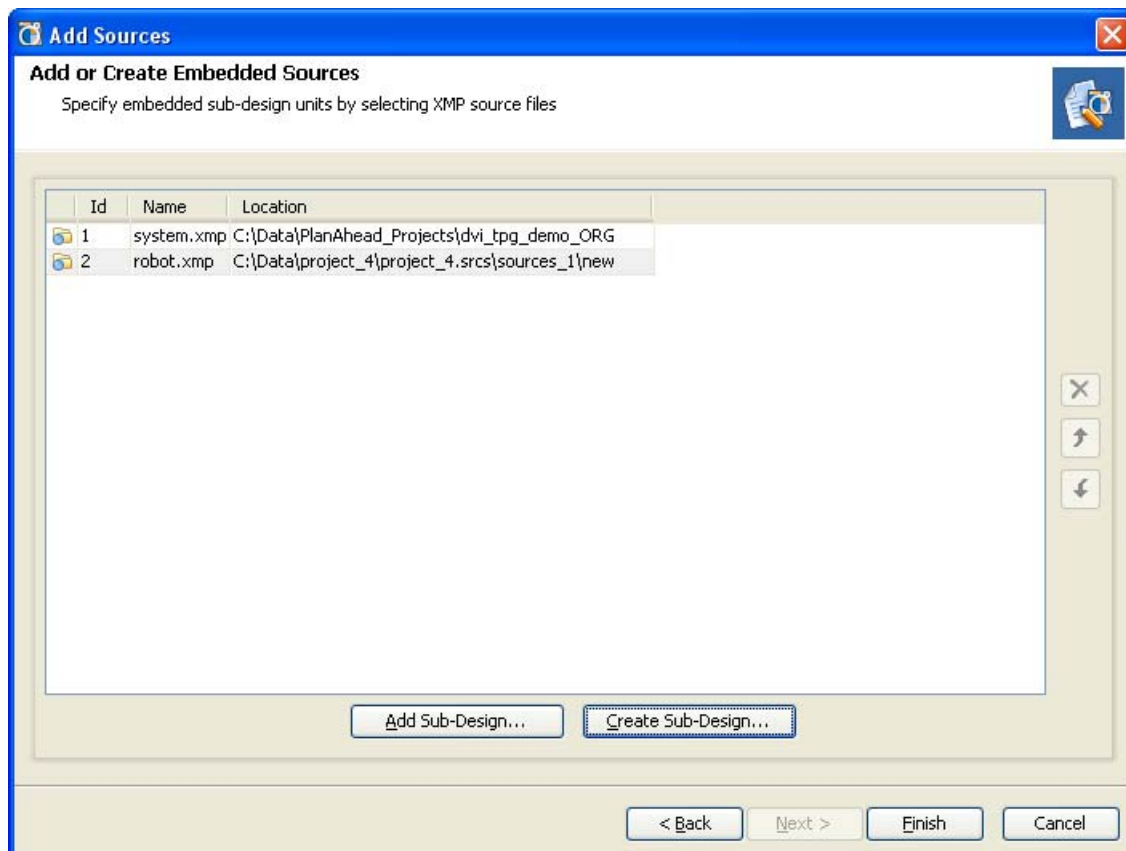 Add Sources
Add or Create Embedded Sources
Specify embedded sub-design units by selecting XMP source files
Id Name Location
1 system.xmp C:\Data\PlanAhead_Projects\dvi_tpg_demo_ORG
2 robot.xmp C:\Data\project_4\project_4.srcs\sources_1\new
Add Sub-Design... Create Sub-Design...
< Back Next > Finish Cancel